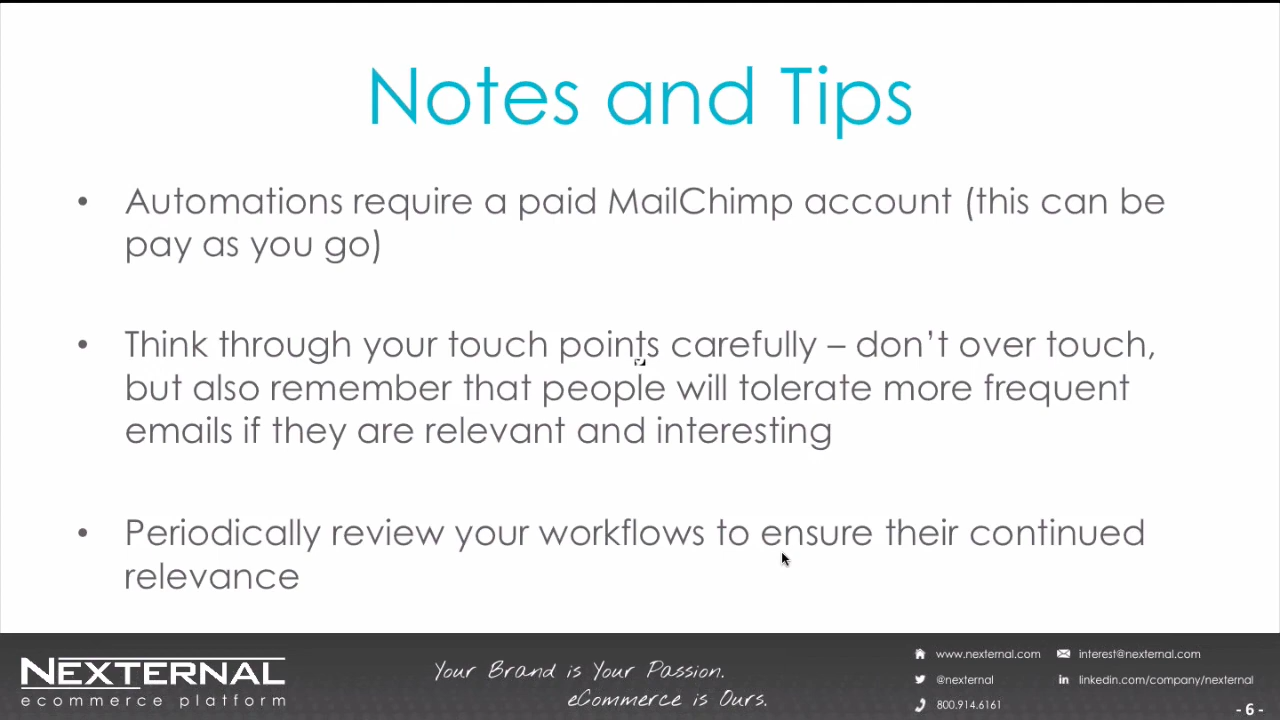 Notes and Tips
• Automations require a paid MailChimp account (this can be
pay as you go)
• Think through your touch points carefully – don’t over touch,
but also remember that people will tolerate more frequent
emails if they are relevant and interesting
• Periodically review your workflows to ensure their continued
relevance
NEXTERNAL
ecommerce platform
Your Brand is Your Passion.
eCommerce is Ours.
www.nexternal.com
interest@nexternal.com
@nexternal
in linkedin.com/company/nexternal
800.914.6161
- 6 -